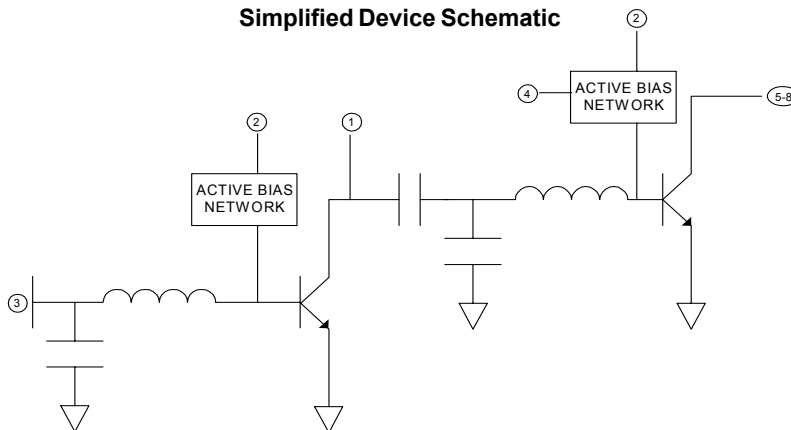 Simplified Device Schematic
2
4
ACTIVE BIAS
NETWORK
5-8
2
1
ACTIVE BIAS
NETWORK
3